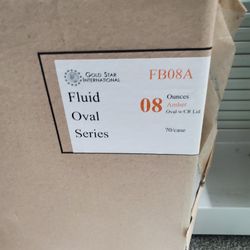 GOLD STAR
INTERNATIONAL
FB08A
Fluid
Oval
Series
08
Ounces
Amber
Oval w/CR Lid
70/case